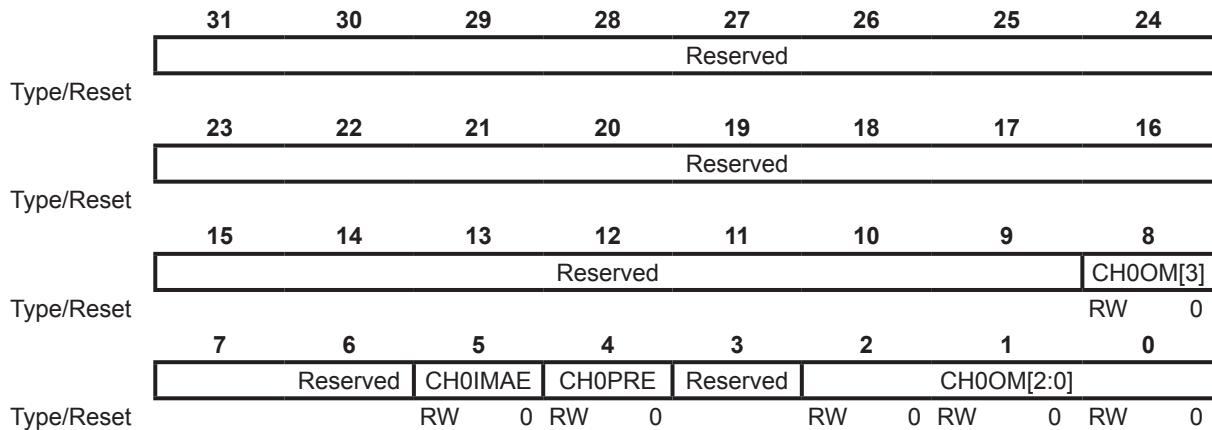 31 30 29 28 27 26 25 24
Reserved
Type/Reset
23 22 21 20 19 18 17 16
Reserved
Type/Reset
15 14 13 12 11 10 9 8
Reserved CH0OM[3]
Type/Reset RW 0
7 6 5 4 3 2 1 0
Reserved CH0IMAE CH0PRE Reserved CH0OM[2:0]
Type/Reset RW 0 RW 0 RW 0 RW 0 RW 0